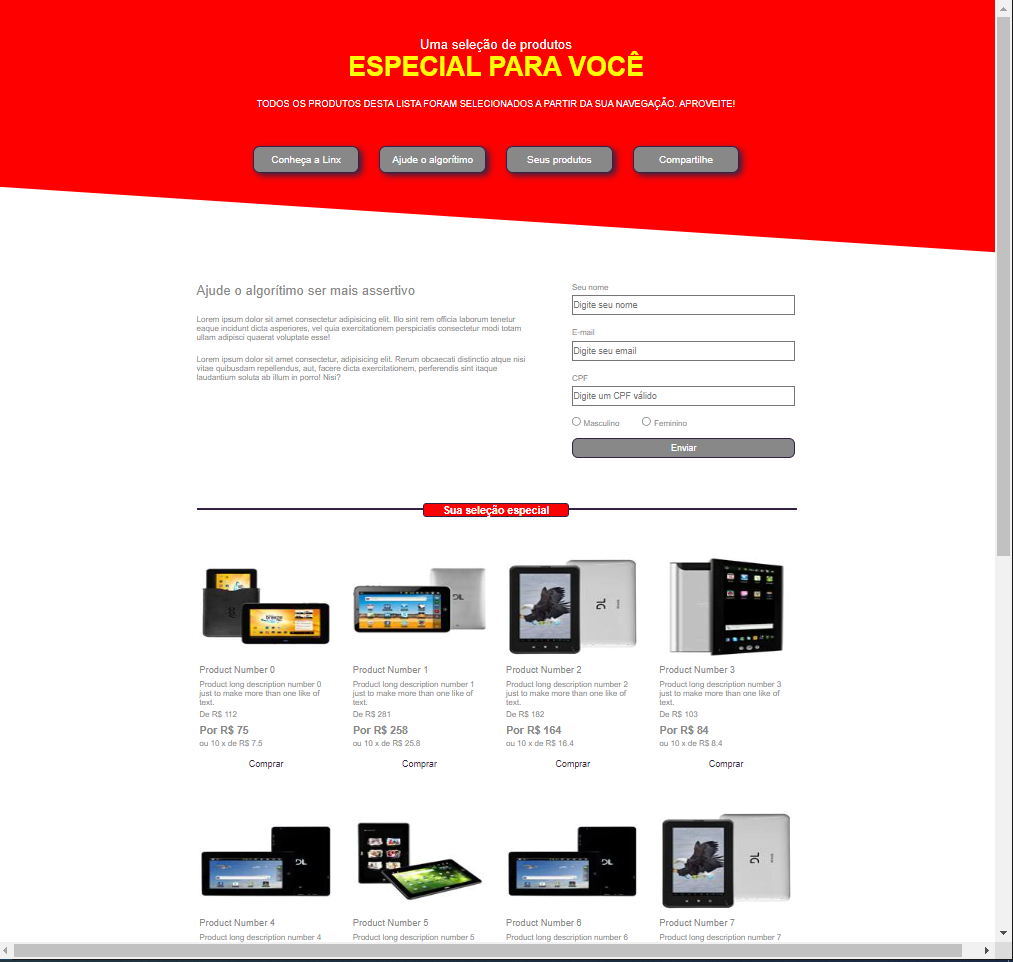 Uma seleção de produtos
ESPECIAL PARA VOCÊ
TODOS OS PRODUTOS DESTA LISTA FORAM SELECIONADOS A PARTIR DA SUA NAVEGAÇÃO. APROVEITE!
Conheça a Linx
Ajude o algorítimo
Seus produtos
Compartilhe
Ajude o algorítimo ser mais assertivo
Lorem ipsum dolor sit amet consectetur adipisicing elit. Illo sint rem officia laborum tenetur
eaque incidunt dicta asperiores, vel quia exercitationem perspiciatis consectetur modi totam
ullam adipisci quaerat voluptate esse!
Lorem ipsum dolor sit amet consectetur, adipisicing elit. Rerum obcaecati distinctio atque nisi
vitae quibusdam repellendus, aut, facere dicta exercitationem, perferendis sint itaque
laudantium soluta ab illum in porro! Nisi?
Seu nome
Digite seu nome
E-mail
Digite seu email
CPF
Digite um CPF válido
Masculino
Feminino
Enviar
Sua seleção especial
Product Number 0
Product long description number 0
just to make more than one like of
text.
De R$ 112
Por R$ 75
ou 10 x de R$ 7.5
Comprar
Product Number 1
Product long description number 1
just to make more than one like of
text.
De R$ 281
Por R$ 258
ou 10 x de R$ 25.8
Comprar
Product Number 2
Product long description number 2
just to make more than one like of
text.
De R$ 182
Por R$ 164
ou 10 x de R$ 16.4
Comprar
Product Number 3
Product long description number 3
just to make more than one like of
text.
De R$ 103
Por R$ 84
ou 10 x de R$ 8.4
Comprar
Product Number 4
Product long description number 4
Product Number 5
Product long description number 5
Product Number 6
Product long description number 6
Product Number 7
Product long description number 7